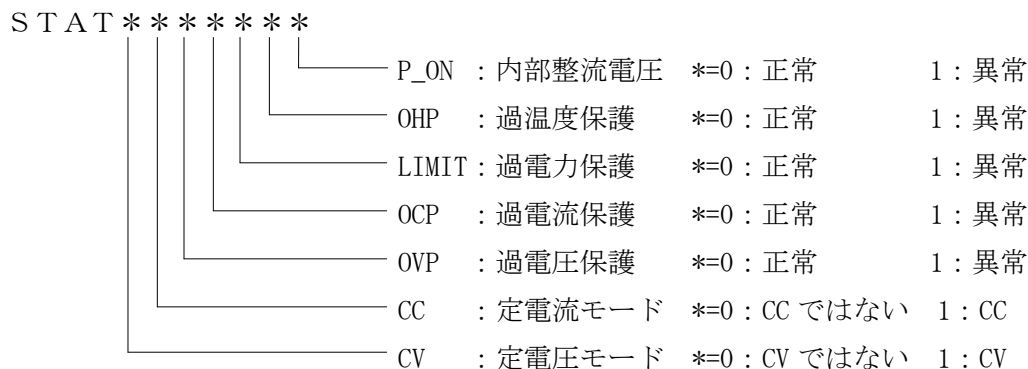 ＳＴＡＴ＊＊＊＊＊＊＊
P_ON ：内部整流電圧 *=0：正常 1：異常
OHP ：過温度保護 *=0：正常 1：異常
LIMIT：過電力保護 *=0：正常 1：異常
OCP ：過電流保護 *=0：正常 1：異常
OVP ：過電圧保護 *=0：正常 1：異常
CC ：定電流モード *=0：CC ではない 1：CC
CV ：定電圧モード *=0：CV ではない 1：CV